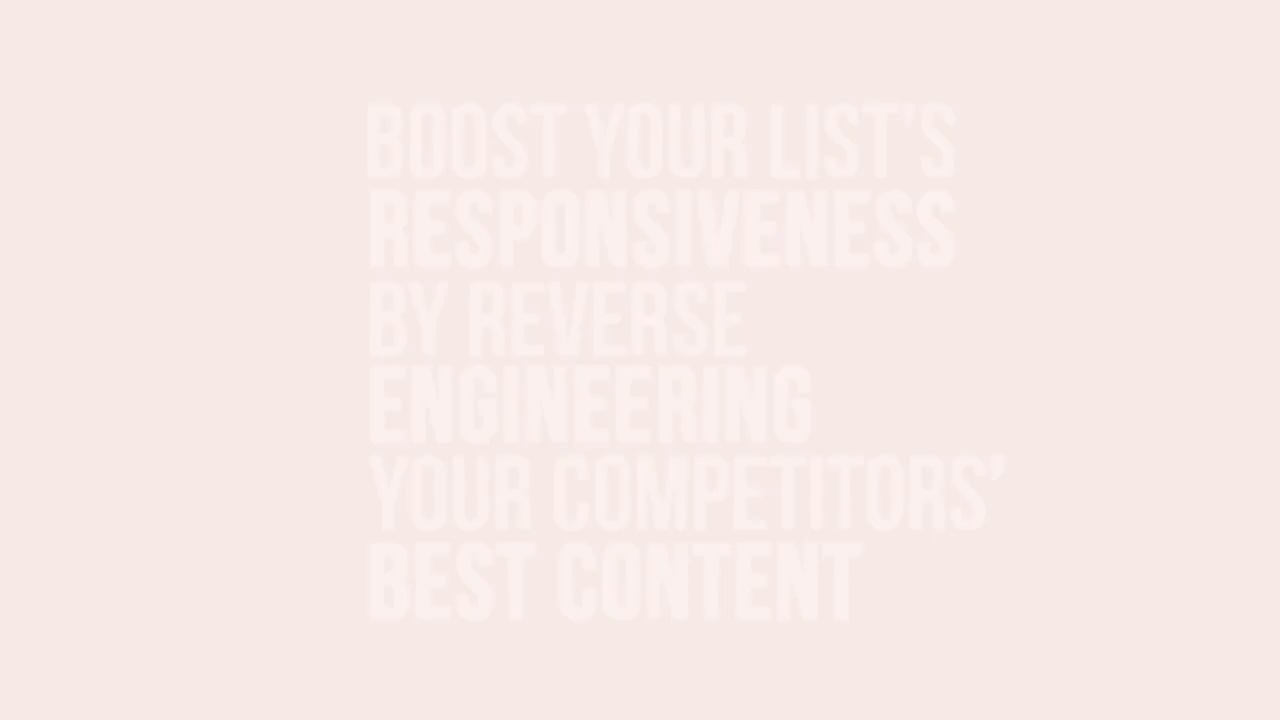 BOOST YOUR LIST'S
RESPONSIVENESS
BY REVERSE
ENGINEERING
YOUR COMPETITORS'
BEST CONTENT